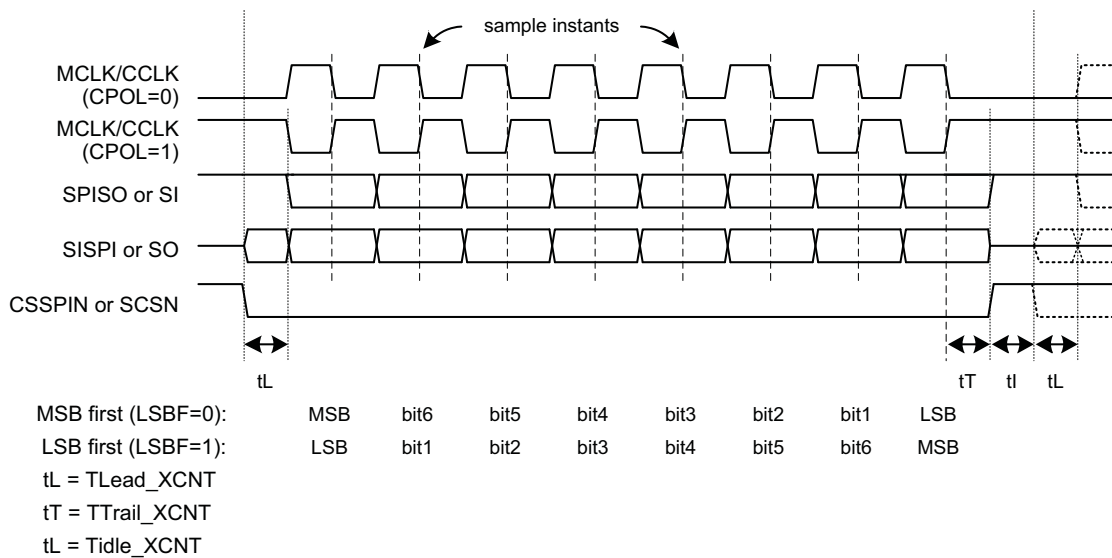 sample instants
MCLK/CCLK
(CPOL=0)
MCLK/CCLK
(CPOL=1)
SPISO or SI
SISPI or SO
CSSPIN or SCSN
tL tT tI tL
MSB first (LSBF=0): MSB bit6 bit5 bit4 bit3 bit2 bit1 LSB
LSB first (LSBF=1): LSB bit1 bit2 bit3 bit4 bit5 bit6 MSB
tL = TLead_XCNT
tT = TTrail_XCNT
tL = Tidle_XCNT